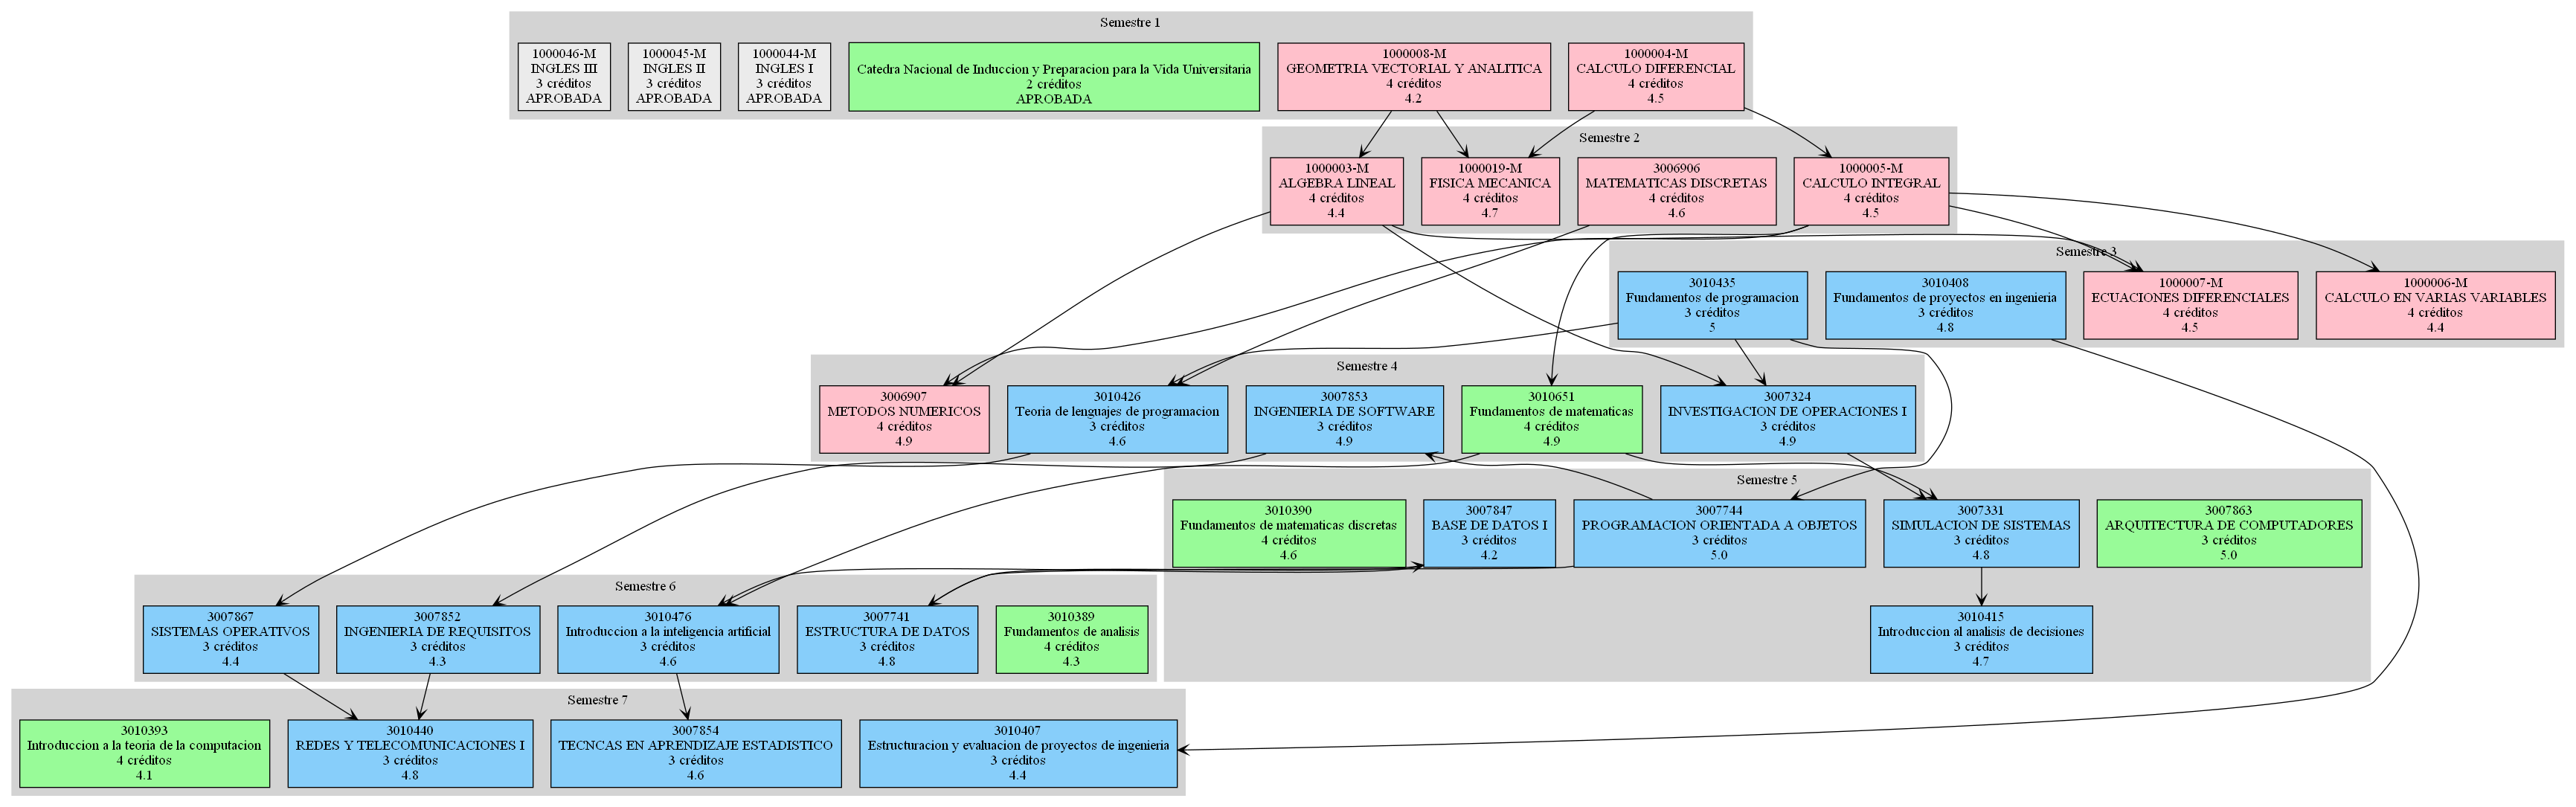 Semestre 1
1000046-M
INGLES III
3 créditos
APROBADA
1000045-M
INGLES II
3 créditos
APROBADA
1000044-M
INGLES I
3 créditos
APROBADA
Catedra Nacional de Induccion y Preparacion para la Vida Universitaria
2 créditos
APROBADA
1000008-M
GEOMETRIA VECTORIAL Y ANALITICA
4 créditos
4.2
1000004-M
CALCULO DIFERENCIAL
4 créditos
4.5
Semestre 2
1000003-M
ALGEBRA LINEAL
4 créditos
4.4
1000019-M
FISICA MECANICA
4 créditos
4.7
3006906
MATEMATICAS DISCRETAS
4 créditos
4.6
1000005-M
CALCULO INTEGRAL
4 créditos
4.5
Semestre 3
3010435
Fundamentos de programacion
3 créditos
5
3010408
Fundamentos de proyectos en ingenieria
3 créditos
4.8
1000007-M
ECUACIONES DIFERENCIALES
4 créditos
4.5
1000006-M
CALCULO EN VARIAS VARIABLES
4 créditos
4.4
Semestre 4
3006907
METODOS NUMERICOS
4 créditos
4.9
3010426
Teoria de lenguajes de programacion
3 créditos
4.6
3007853
INGENIERIA DE SOFTWARE
3 créditos
4.9
3010651
Fundamentos de matematicas
4 créditos
4.9
3007324
INVESTIGACION DE OPERACIONES I
3 créditos
4.9
Semestre 5
3010390
Fundamentos de matematicas discretas
4 créditos
4.6
3007847
BASE DE DATOS I
3 créditos
4.2
3007744
PROGRAMACION ORIENTADA A OBJETOS
3 créditos
5.0
3007331
SIMULACION DE SISTEMAS
3 créditos
4.8
3007863
ARQUITECTURA DE COMPUTADORES
3 créditos
5.0
3010415
Introduccion al analisis de decisiones
3 créditos
4.7
Semestre 6
3007867
SISTEMAS OPERATIVOS
3 créditos
4.4
3007852
INGENIERIA DE REQUISITOS
3 créditos
4.3
3010476
Introduccion a la inteligencia artificial
3 créditos
4.6
3007741
ESTRUCTURA DE DATOS
3 créditos
4.8
3010389
Fundamentos de analisis
4 créditos
4.3
Semestre 7
3010393
Introduccion a la teoria de la computacion
4 créditos
4.1
3010440
REDES Y TELECOMUNICACIONES I
3 créditos
4.8
3007854
TECNCAS EN APRENDIZAJE ESTADISTICO
3 créditos
4.6
3010407
Estructuracion y evaluacion de proyectos de ingenieria
3 créditos
4.4